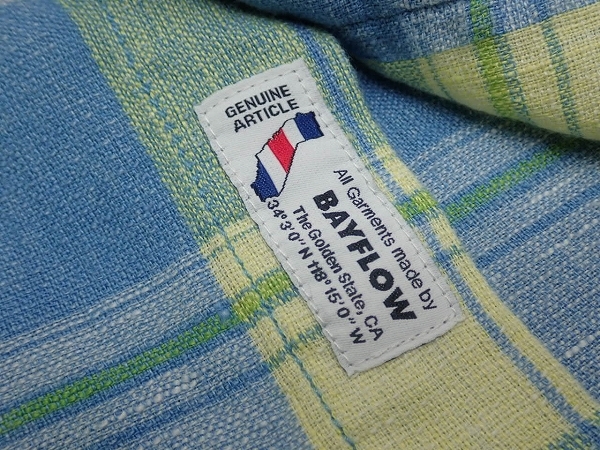 GENUINE
ARTICLE
All Garments made by
BAYFLOW
The Golden State, CA
34°3'0"N 118°15'0"W